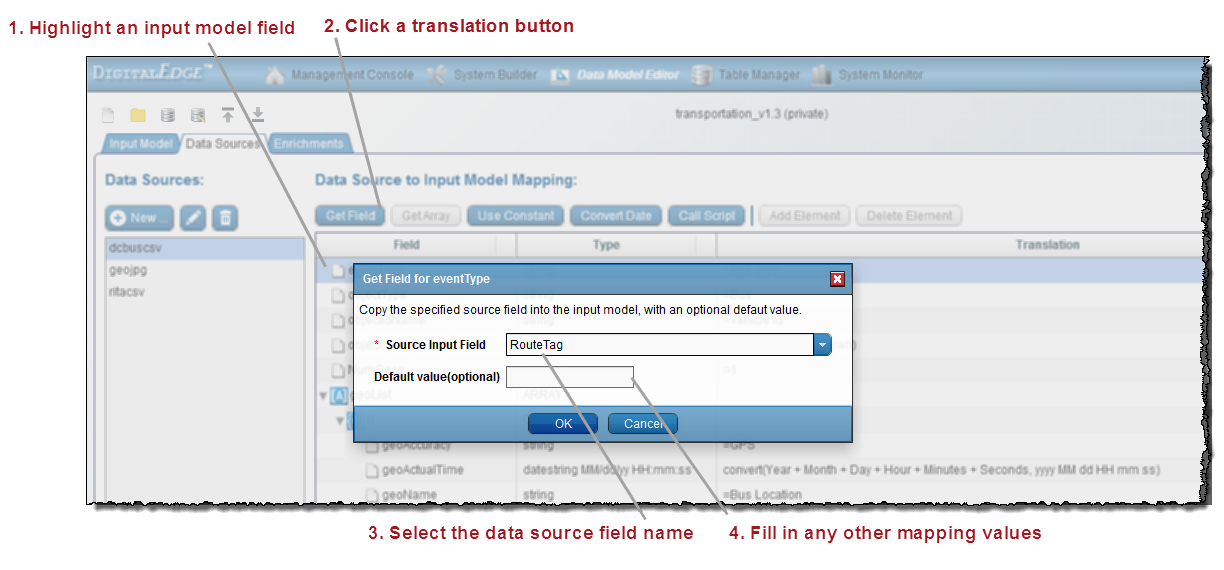 1. Highlight an input model field
2. Click a translation button
DIGITALEDGE™ Management Console System Builder Data Model Editor Table Manager System Monitor
transportation_v1.3 (private)
Input Model Data Sources Enrichments
Data Sources: Data Source to Input Model Mapping:
New... Get Field Get Array Use Constant Convert Date Call Script Add Element Delete Element
dcbuscsv
geojpg
ritacsv
Field Type Translation
Get Field for eventType
Copy the specified source field into the input model, with an optional defaut value.
* Source Input Field RouteTag
Default value(optional)
=1
[A] geoList ARRAY
OK Cancel
geoAccuracy string =GPS
geoActualTime datestring MM/dd/yy HH:mm:ss convert(Year + Month + Day + Hour + Minutes + Seconds, yyyy MM dd HH mm ss)
geoName string =Bus Location
3. Select the data source field name
4. Fill in any other mapping values